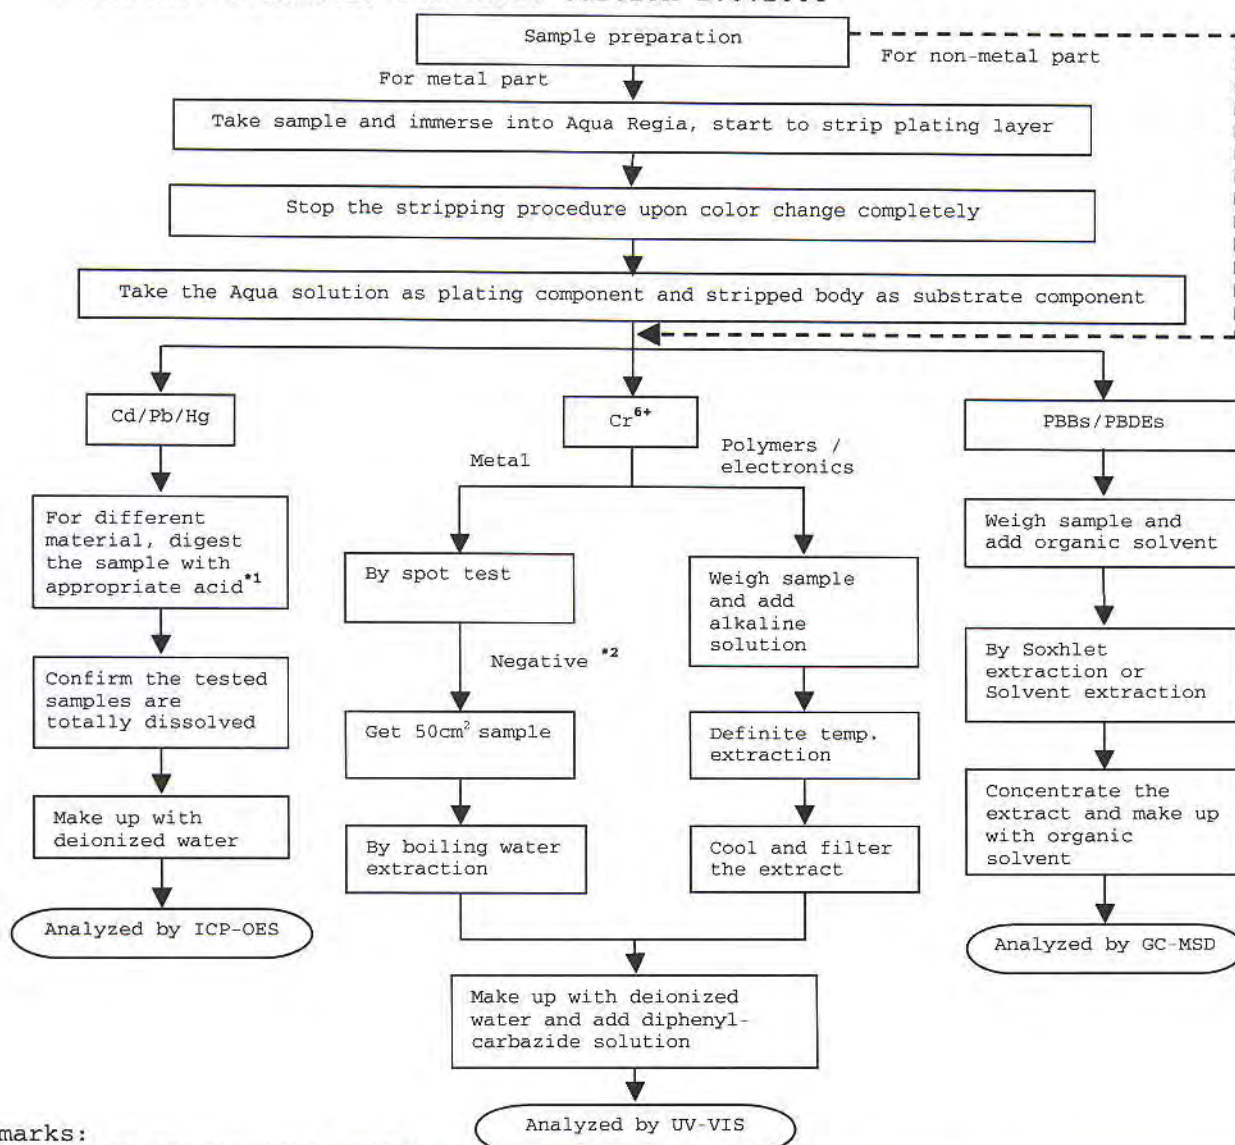 Sample preparation
For non-metal part
For metal part
Take sample and immerse into Aqua Regia, start to strip plating layer
Stop the stripping procedure upon color change completely
Take the Aqua solution as plating component and stripped body as substrate component
Cd/Pb/Hg
For different
material, digest
the sample with
appropriate acid*1
Confirm the tested
samples are
totally dissolved
Make up with
deionized water
Analyzed by ICP-OES
Cr6+
Metal
Polymers /
electronics
By spot test
Negative *2
Get 50cm² sample
By boiling water
extraction
Weigh sample
and add
alkaline
solution
Definite temp.
extraction
Cool and filter
the extract
Make up with deionized
water and add diphenyl-
carbazide solution
Analyzed by UV-VIS
PBBs/PBDEs
Weigh sample and
add organic solvent
By Soxhlet
extraction or
Solvent extraction
Concentrate the
extract and make up
with organic
solvent
Analyzed by GC-MSD
marks: